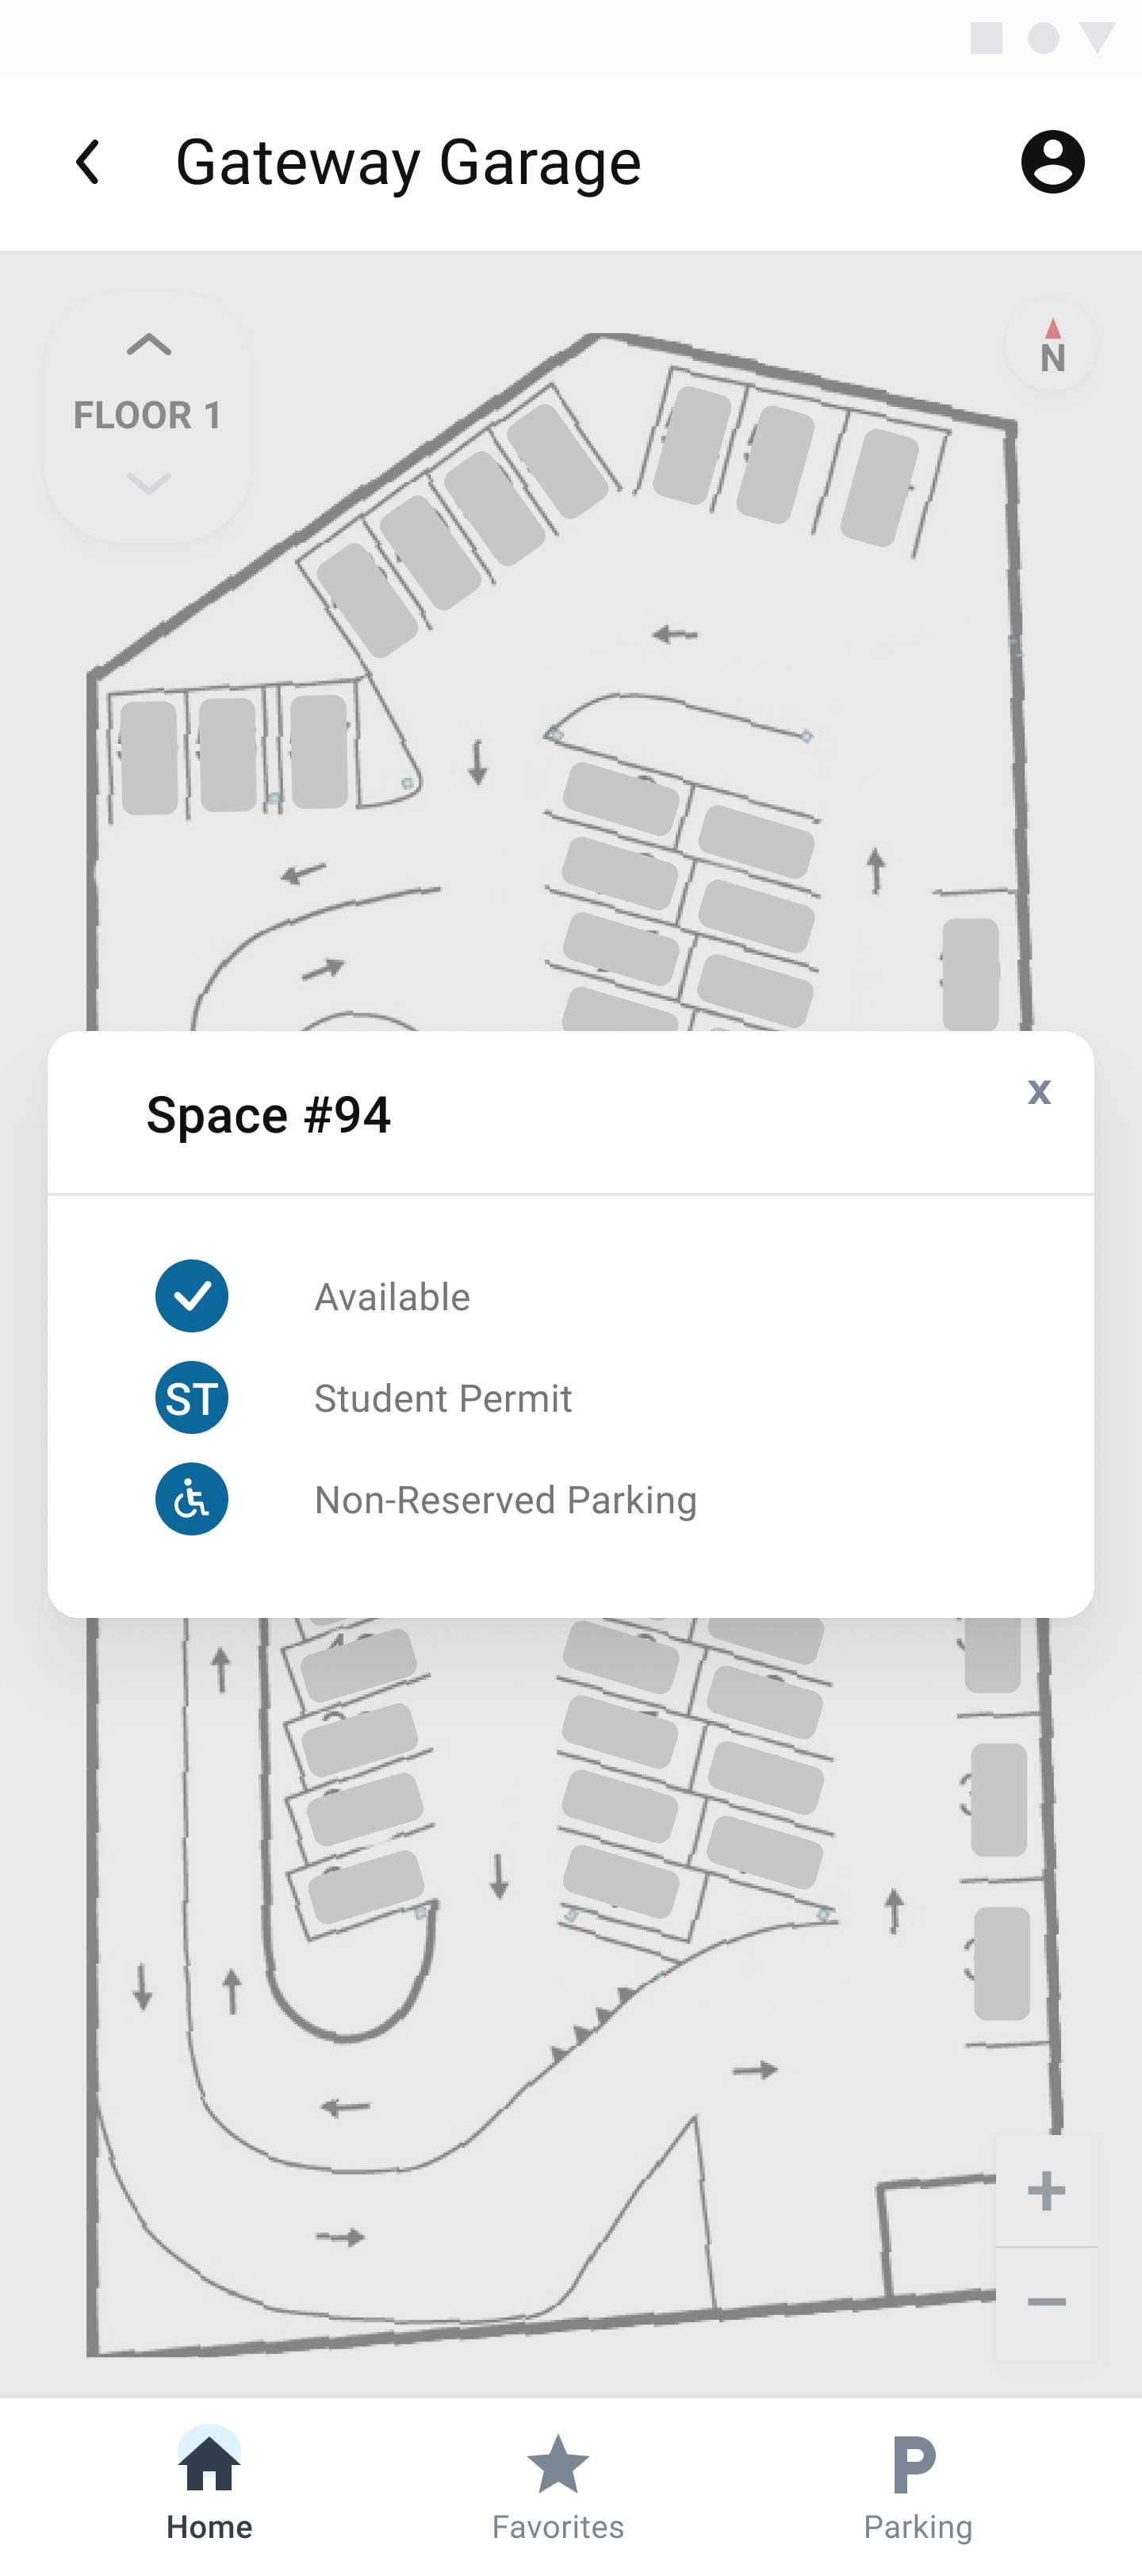 Gateway Garage
FLOOR 1
N
Space #94
x
Available
ST
Student Permit
Non-Reserved Parking
+
−
Home
Favorites
Parking